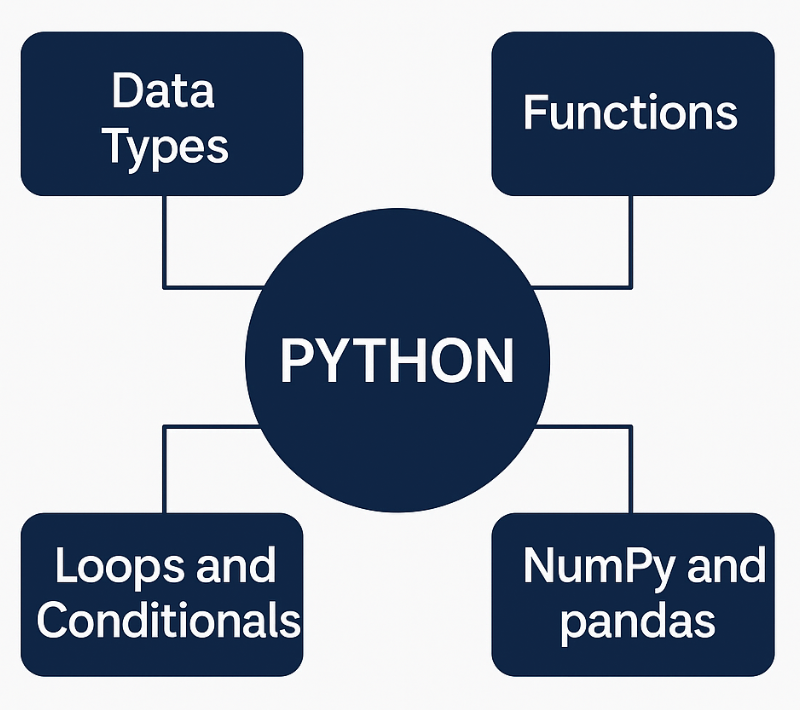 Data
Types
Functions
PYTHON
Loops and
Conditionals
NumPy and
pandas